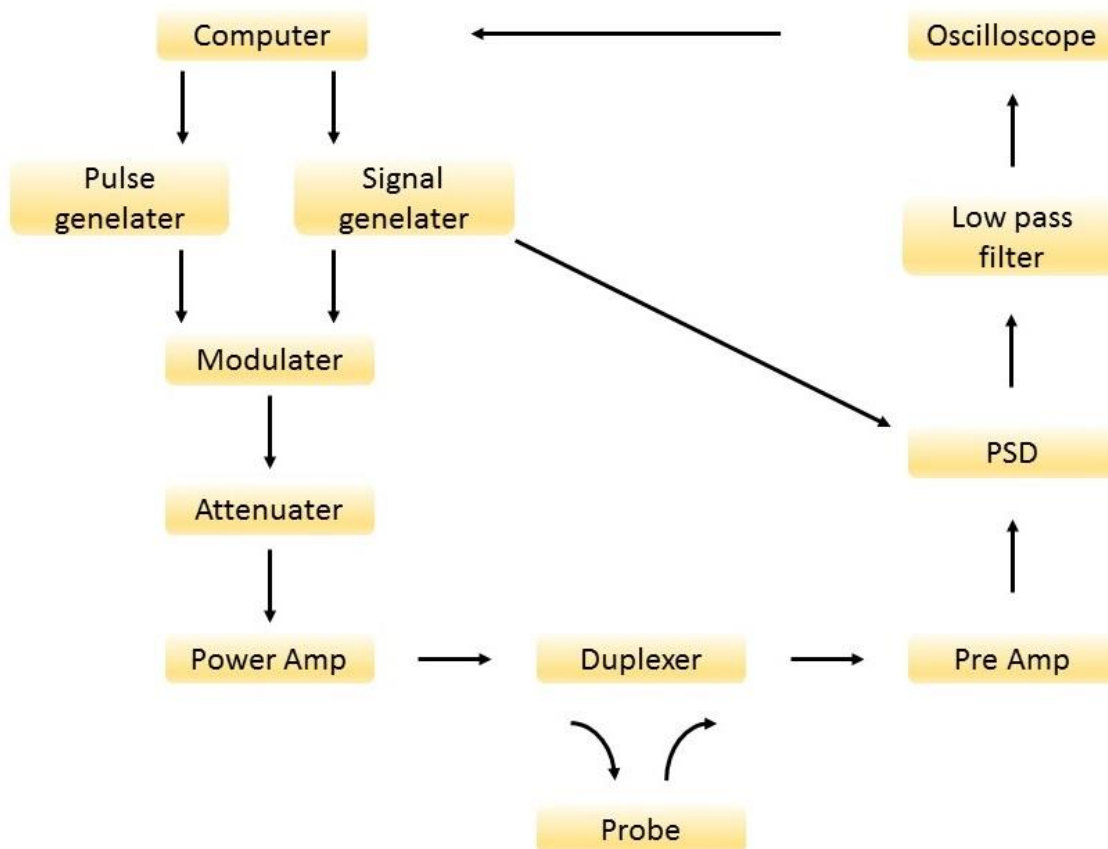 Computer
Oscilloscope
Pulse
genelater
Signal
genelater
Low pass
filter
Modulater
PSD
Attenuater
Power Amp
Duplexer
Pre Amp
Probe